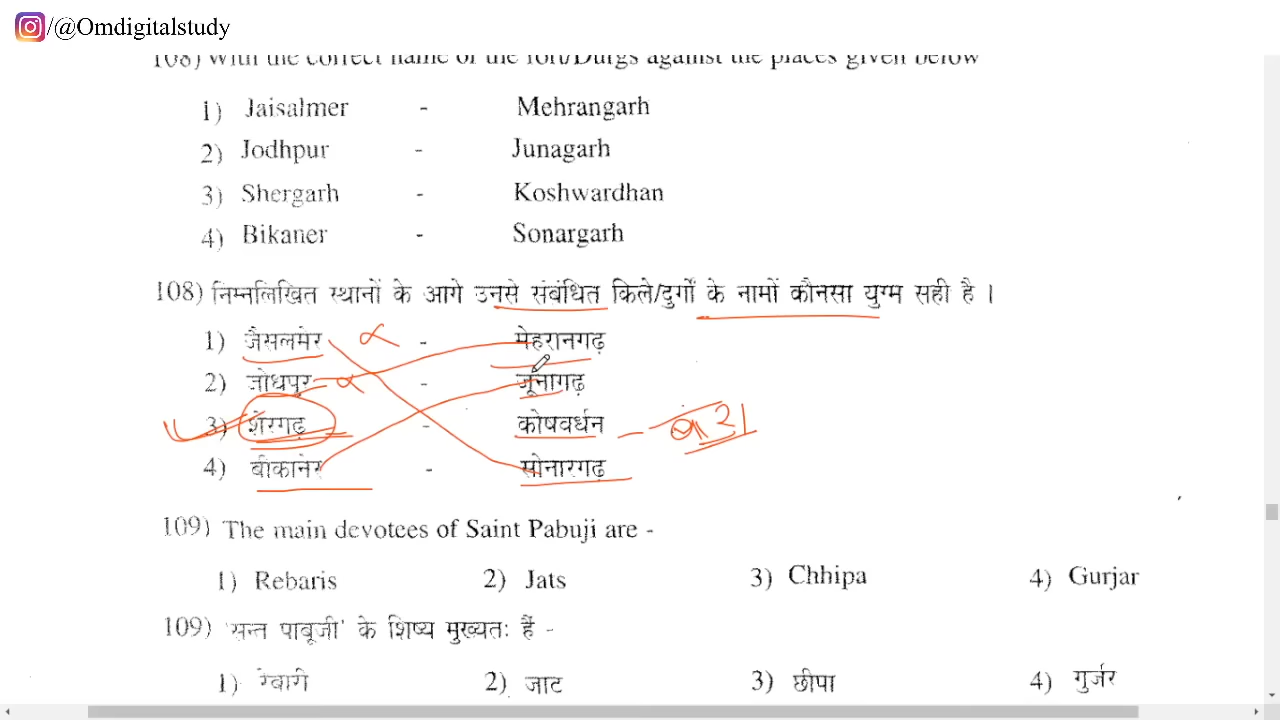 /@Omdigitalstudy
108) With the correct name of the fort/Durgs against the places given below
1) Jaisalmer - Mehrangarh
2) Jodhpur - Junagarh
3) Shergarh - Koshwardhan
4) Bikaner - Sonargarh
108) निम्नलिखित स्थानों के आगे उनसे संबंधित किले/दुर्गों के नामों कौनसा युग्म सही है ।
1) जैसलमेर - मेहरानगढ़
2) जोधपुर - जूनागढ़
3) शेरगढ़ - कोषवर्धन
4) बीकानेर - सोनारगढ़
109) The main devotees of Saint Pabuji are -
1) Rebaris 2) Jats 3) Chhipa 4) Gurjar
109) 'सन्त पाबूजी' के शिष्य मुख्यतः हैं -
1) रेबारी 2) जाट 3) छीपा 4) गुर्जर